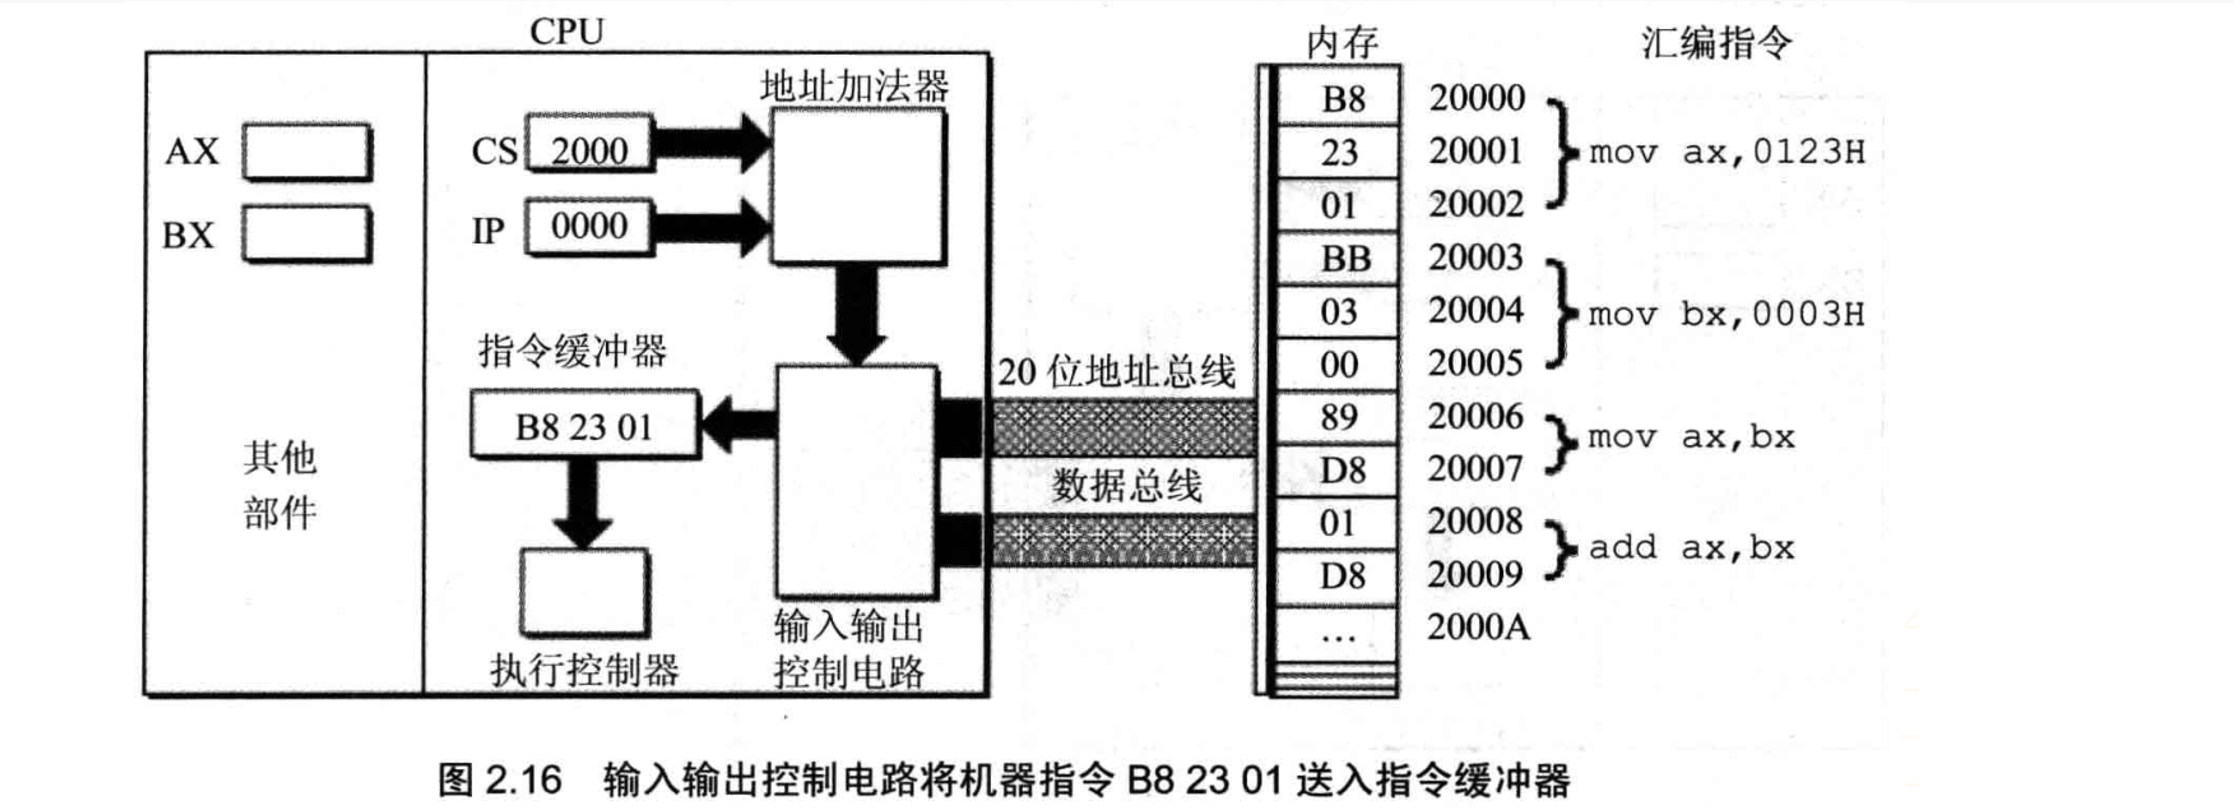 CPU
地址加法器
AX
BX
CS
2000
IP
0000
指令缓冲器
B8 23 01
其他
部件
执行控制器
输入输出
控制电路
20 位地址总线
数据总线
内存
汇编指令
B8 20000
23 20001 mov ax,0123H
01 20002
BB 20003
03 20004 mov bx,0003H
00 20005
89 20006
mov ax,bx
D8 20007
01 20008
add ax,bx
D8 20009
… 2000A
图 2.16 输入输出控制电路将机器指令 B8 23 01 送入指令缓冲器